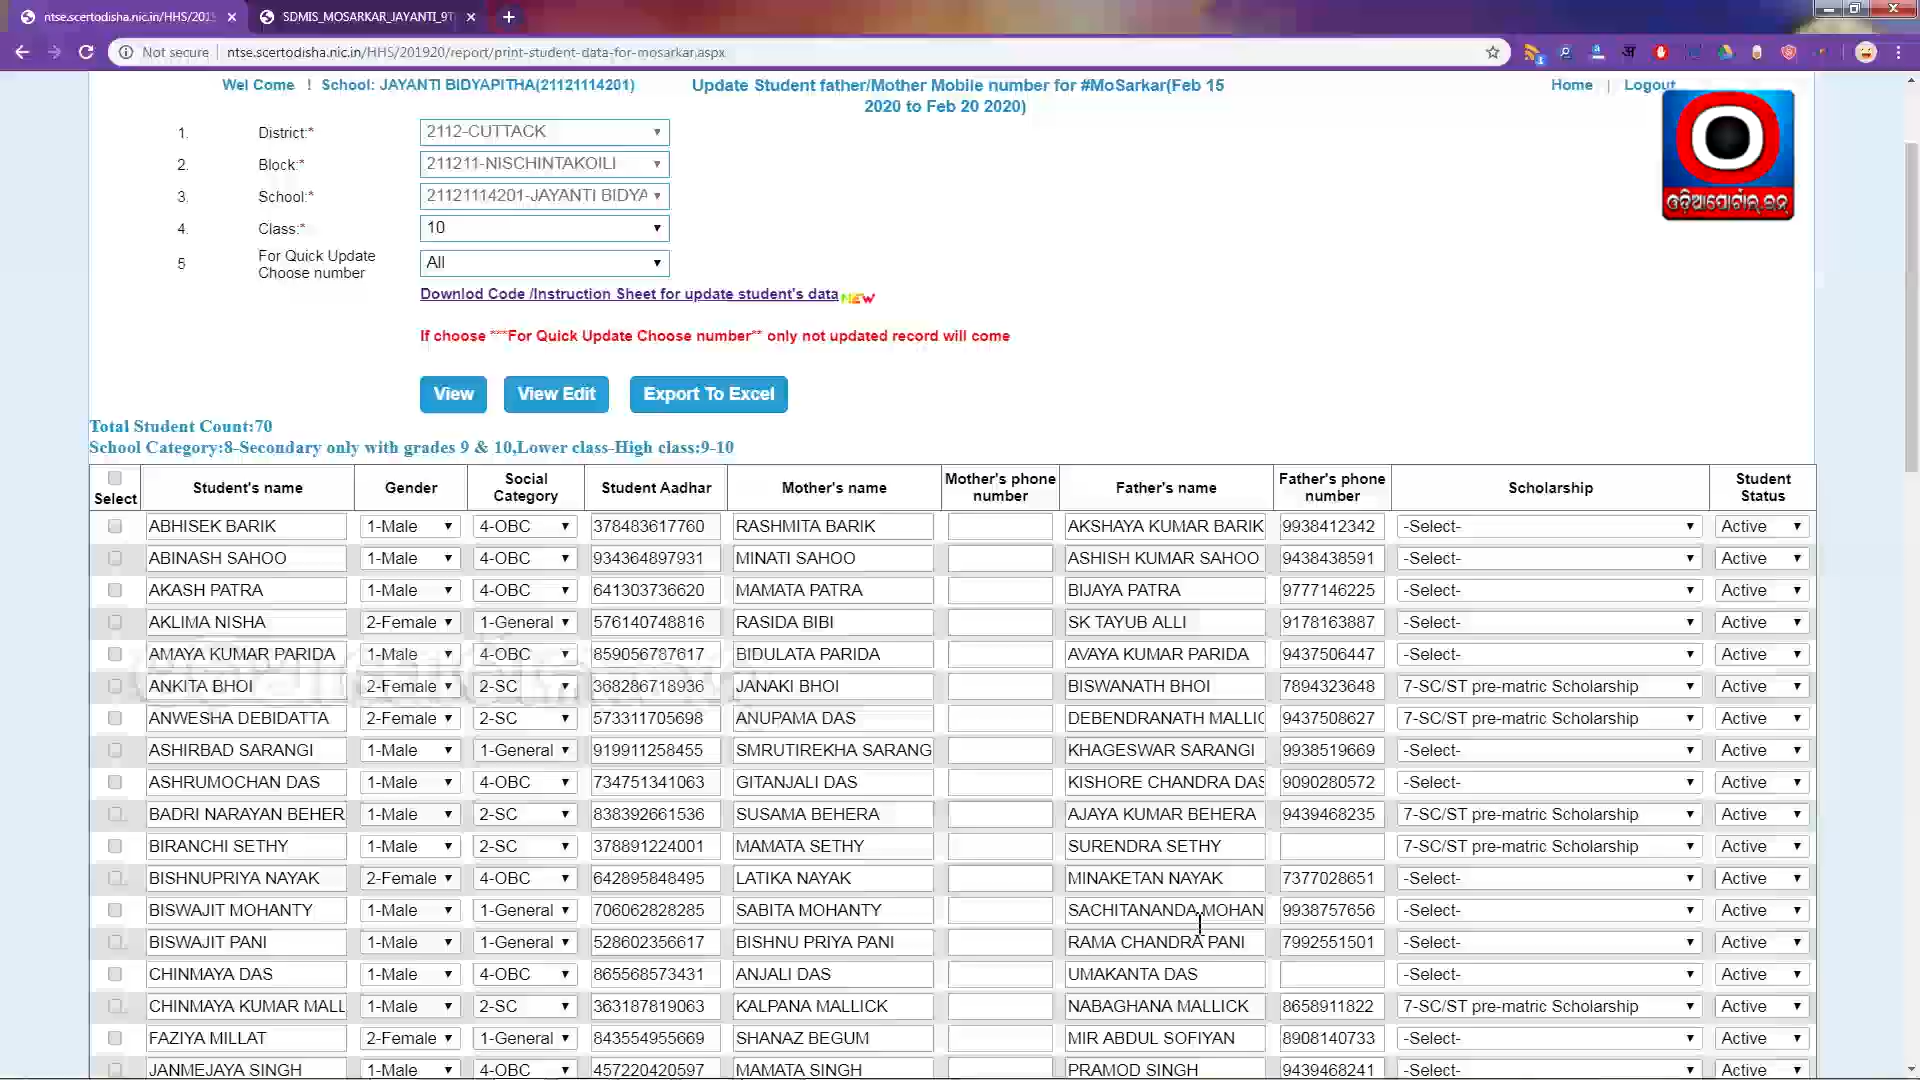 ntse.scertodisha.nic.in/HHS/201
SDMIS_MOSARKAR_JAYANTI_9T
Not secure | ntse.scertodisha.nic.in/HHS/201920/report/print-student-data-for-mosarkar.aspx
Wel Come ! School: JAYANTI BIDYAPITHA(21121114201)
Update Student father/Mother Mobile number for #MoSarkar(Feb 15
2020 to Feb 20 2020)
Home | Logout
ଓଡ଼ିଆପୋର୍ଟାଲ୍.ଇନ୍
1. District:* 2112-CUTTACK
2. Block:* 211211-NISCHINTAKOILI
3. School:* 21121114201-JAYANTI BIDYA
4. Class:* 10
5 For Quick Update
Choose number All
Downlod Code /Instruction Sheet for update student's data NEW
If choose ***For Quick Update Choose number** only not updated record will come
View View Edit Export To Excel
Total Student Count:70
School Category:8-Secondary only with grades 9 & 10,Lower class-High class:9-10
Select Student's name Gender Social Category Student Aadhar Mother's name Mother's phone number Father's name Father's phone number Scholarship Student Status
ABHISEK BARIK 1-Male 4-OBC 378483617760 RASHMITA BARIK AKSHAYA KUMAR BARIK 9938412342 -Select- Active
ABINASH SAHOO 1-Male 4-OBC 934364897931 MINATI SAHOO ASHISH KUMAR SAHOO 9438438591 -Select- Active
AKASH PATRA 1-Male 4-OBC 641303736620 MAMATA PATRA BIJAYA PATRA 9777146225 -Select- Active
AKLIMA NISHA 2-Female 1-General 576140748816 RASIDA BIBI SK TAYUB ALLI 9178163887 -Select- Active
AMAYA KUMAR PARIDA 1-Male 4-OBC 859056787617 BIDULATA PARIDA AVAYA KUMAR PARIDA 9437506447 -Select- Active
ANKITA BHOI 2-Female 2-SC 368286718936 JANAKI BHOI BISWANATH BHOI 7894323648 7-SC/ST pre-matric Scholarship Active
ANWESHA DEBIDATTA 2-Female 2-SC 573311705698 ANUPAMA DAS DEBENDRANATH MALLIC 9437508627 7-SC/ST pre-matric Scholarship Active
ASHIRBAD SARANGI 1-Male 1-General 919911258455 SMRUTIREKHA SARANG KHAGESWAR SARANGI 9938519669 -Select- Active
ASHRUMOCHAN DAS 1-Male 4-OBC 734751341063 GITANJALI DAS KISHORE CHANDRA DAS 9090280572 -Select- Active
BADRI NARAYAN BEHER 1-Male 2-SC 838392661536 SUSAMA BEHERA AJAYA KUMAR BEHERA 9439468235 7-SC/ST pre-matric Scholarship Active
BIRANCHI SETHY 1-Male 2-SC 378891224001 MAMATA SETHY SURENDRA SETHY 7-SC/ST pre-matric Scholarship Active
BISHNUPRIYA NAYAK 2-Female 4-OBC 642895848495 LATIKA NAYAK MINAKETAN NAYAK 7377028651 -Select- Active
BISWAJIT MOHANTY 1-Male 1-General 706062828285 SABITA MOHANTY SACHITANANDA MOHAN 9938757656 -Select- Active
BISWAJIT PANI 1-Male 1-General 528602356617 BISHNU PRIYA PANI RAMA CHANDRA PANI 7992551501 -Select- Active
CHINMAYA DAS 1-Male 4-OBC 865568573431 ANJALI DAS UMAKANTA DAS -Select- Active
CHINMAYA KUMAR MALL 1-Male 2-SC 363187819063 KALPANA MALLICK NABAGHANA MALLICK 8658911822 7-SC/ST pre-matric Scholarship Active
FAZIYA MILLAT 2-Female 1-General 843554955669 SHANAZ BEGUM MIR ABDUL SOFIYAN 8908140733 -Select- Active
JANMEJAYA SINGH 1-Male 4-OBC 457220420597 MAMATA SINGH PRAMOD SINGH 9439468241 -Select- Active